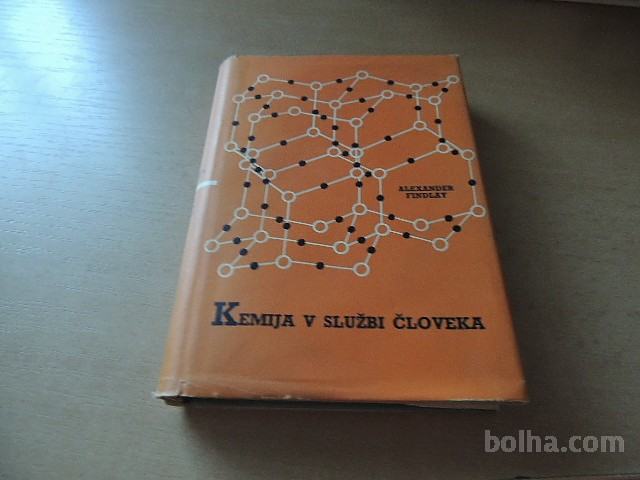 ALEXANDER
FINDLAY
KEMIJA V SLUŽBI ČLOVEKA
bolha.com